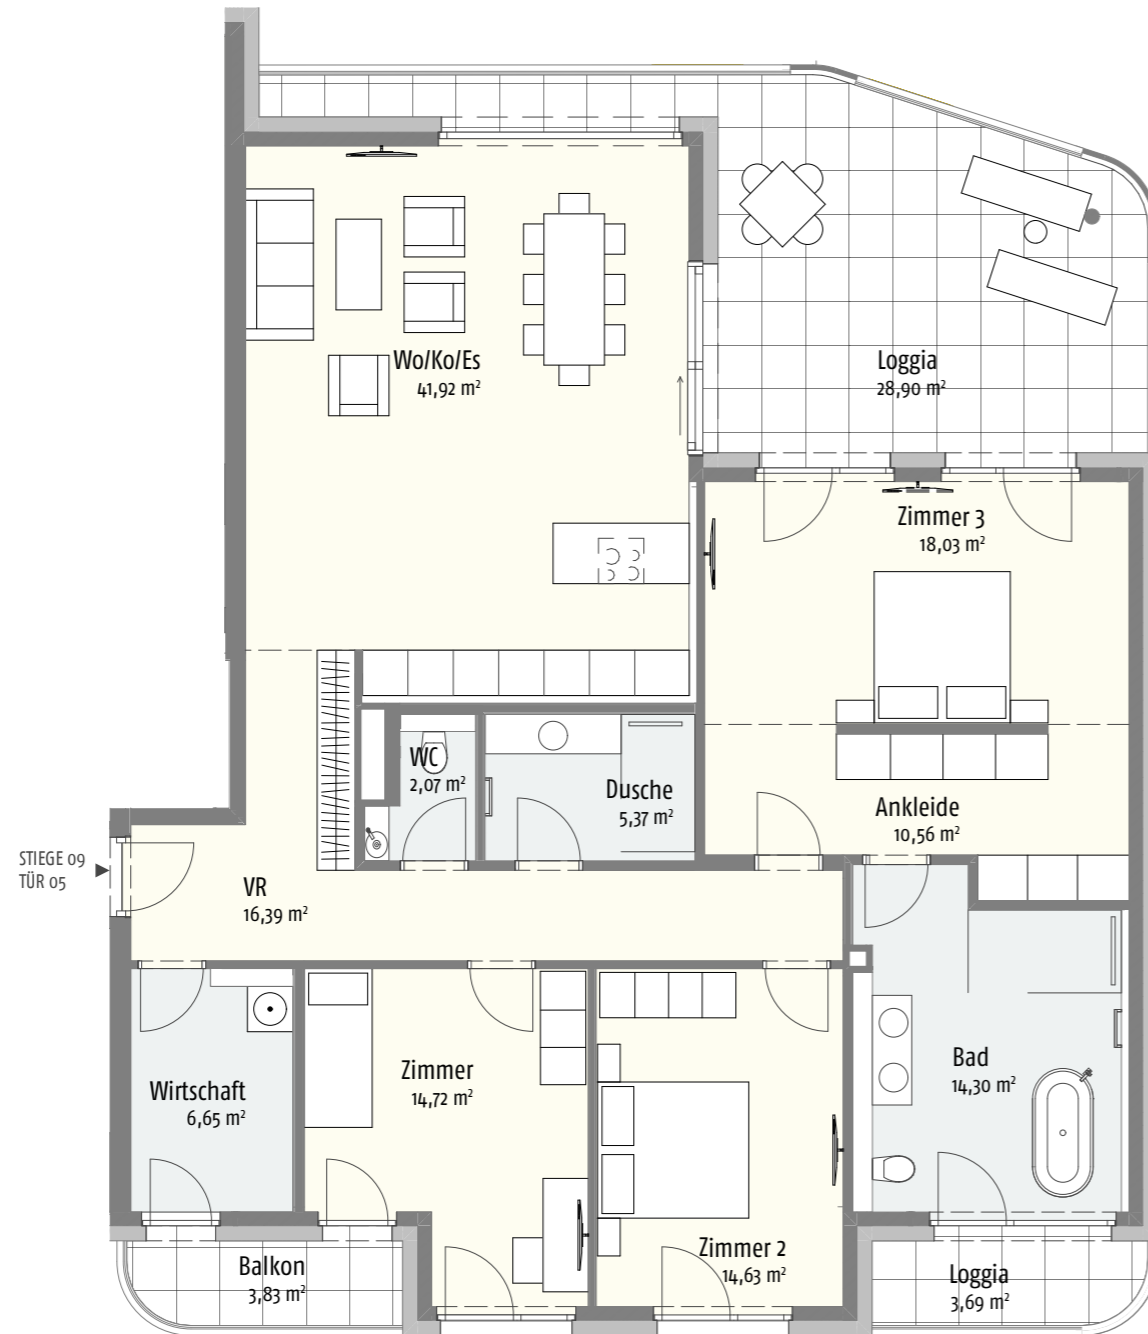 Wo/Ko/Es
41,92 m²
Loggia
28,90 m²
Zimmer 3
18,03 m²
WC
2,07 m²
Dusche
5,37 m²
Ankleide
10,56 m²
STIEGE 09
TÜR 05
VR
16,39 m²
Wirtschaft
6,65 m²
Zimmer
14,72 m²
Bad
14,30 m²
Zimmer 2
14,63 m²
Balkon
3,83 m²
Loggia
3,69 m²